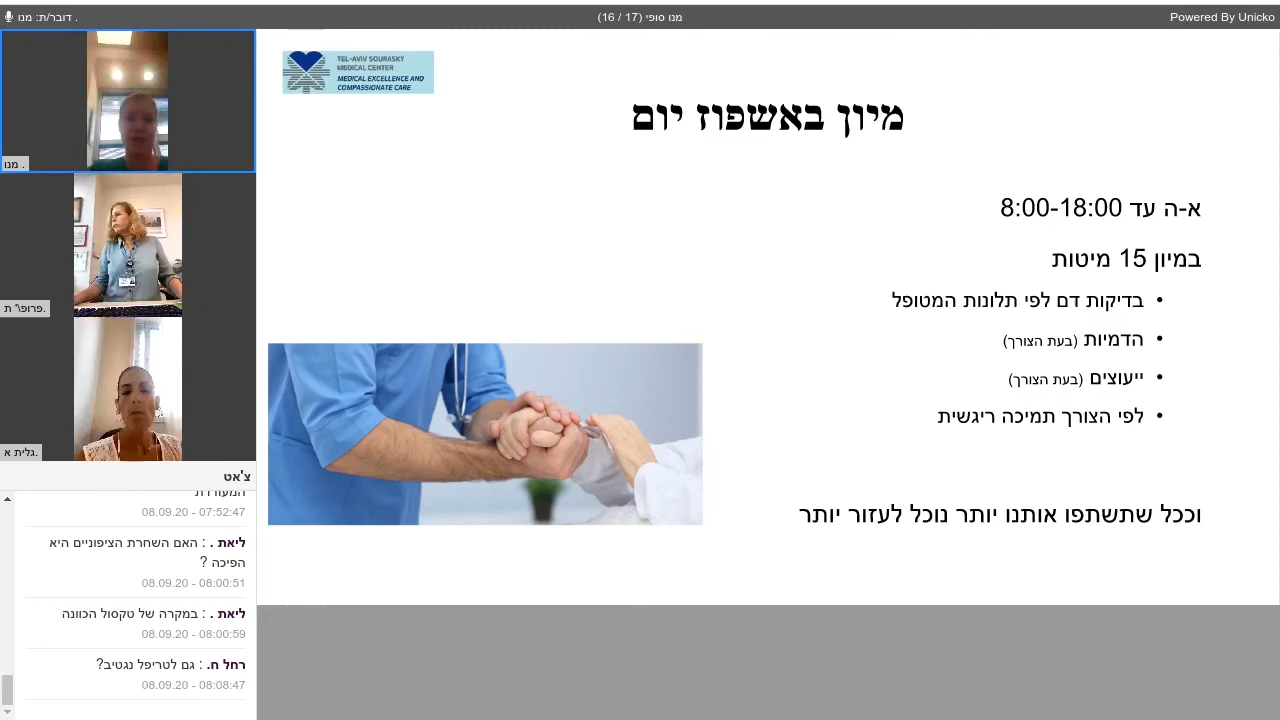 דובר/ת: מנו .
מנו סופי (17 / 16)
Powered By Unicko
מנו .
פרופ\' ת.
גלית א.
TEL-AVIV SOURASKY
MEDICAL CENTER
MEDICAL EXCELLENCE AND
COMPASSIONATE CARE
מיון באשפוז יום
א-ה עד 8:00-18:00
במיון 15 מיטות
• בדיקות דם לפי תלונות המטופל
• הדמיות (בעת הצורך)
• ייעוצים (בעת הצורך)
• לפי הצורך תמיכה ריגשית
וככל שתשתפו אותנו יותר נוכל לעזור יותר
צ'אט
08.09.20 - 07:52:47
ליאת . : האם השחרת הציפוניים היא
הפיכה ?
08.09.20 - 08:00:51
ליאת . : במקרה של טקסול הכוונה
08.09.20 - 08:00:59
רחל ח. : גם לטריפל נגטיב?
08.09.20 - 08:08:47